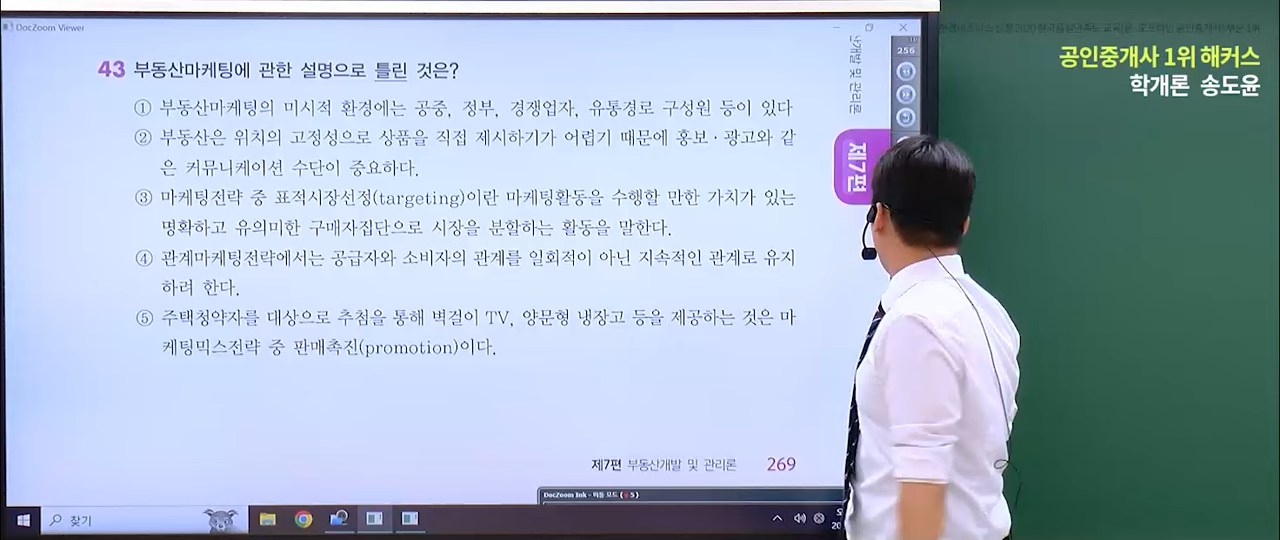 DocZoom Viewer
256
공인중개사 1위 해커스
학개론 송도윤
43 부동산마케팅에 관한 설명으로 틀린 것은?
① 부동산마케팅의 미시적 환경에는 공중, 정부, 경쟁업자, 유통경로 구성원 등이 있다
② 부동산은 위치의 고정성으로 상품을 직접 제시하기가 어렵기 때문에 홍보·광고와 같
은 커뮤니케이션 수단이 중요하다.
③ 마케팅전략 중 표적시장선정(targeting)이란 마케팅활동을 수행할 만한 가치가 있는
명확하고 유의미한 구매자집단으로 시장을 분할하는 활동을 말한다.
④ 관계마케팅전략에서는 공급자와 소비자의 관계를 일회적이 아닌 지속적인 관계로 유지
하려 한다.
⑤ 주택청약자를 대상으로 추첨을 통해 벽걸이 TV, 양문형 냉장고 등을 제공하는 것은 마
케팅믹스전략 중 판매촉진(promotion)이다.
제7편
제7편 부동산개발 및 관리론 269
DocZoom Ink - 이동 모드 (5)
찾기